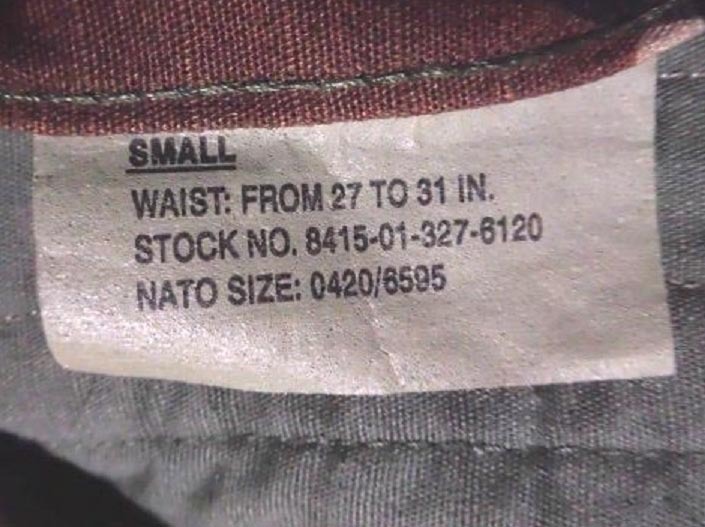 SMALL
WAIST: FROM 27 TO 31 IN.
STOCK NO. 8415-01-327-6120
NATO SIZE: 0420/6595